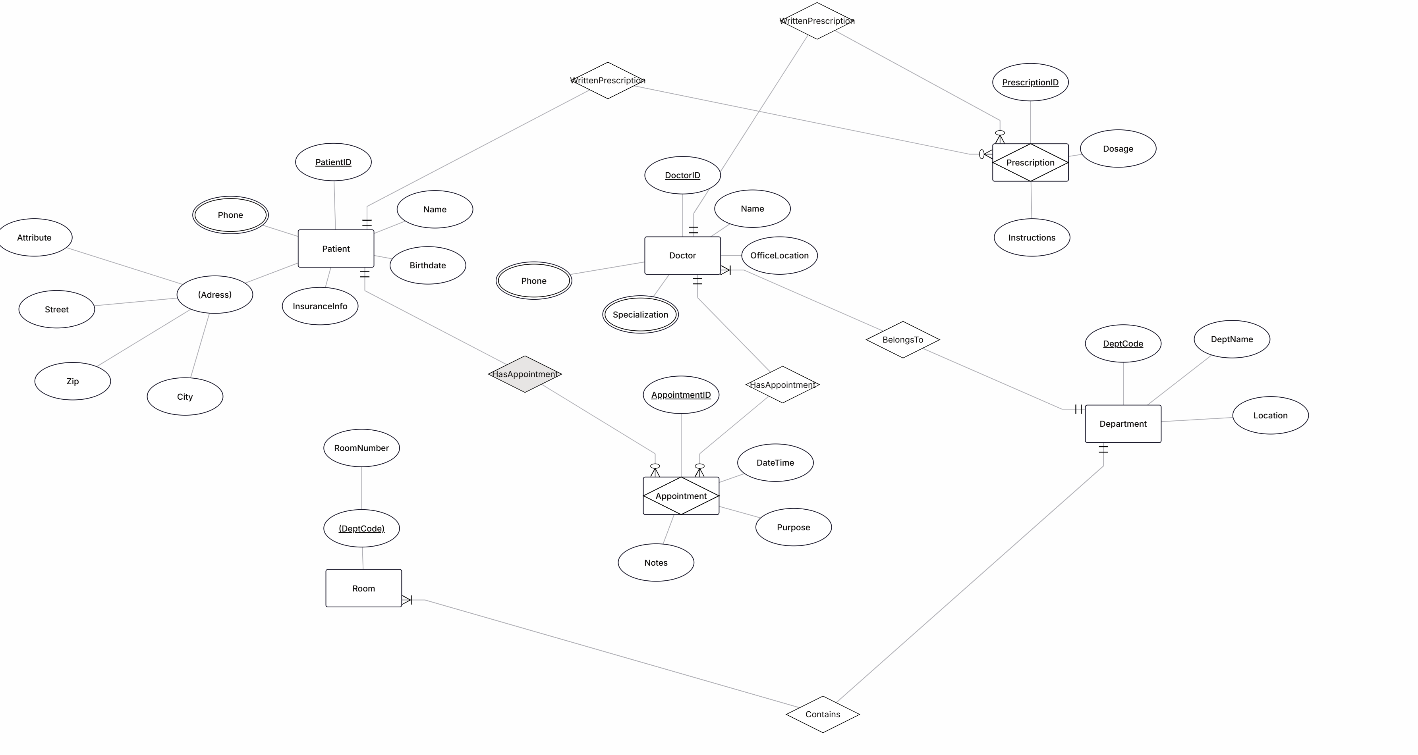 WrittenPrescription
WrittenPrescription
PrescriptionID
Dosage
Prescription
Instructions
PatientID
Phone
Name
Attribute
Patient
Birthdate
(Adress)
InsuranceInfo
Street
Zip
City
DoctorID
Name
Doctor
OfficeLocation
Phone
Specialization
BelongsTo
DeptCode
DeptName
Location
Department
HasAppointment
HasAppointment
AppointmentID
DateTime
Appointment
Purpose
Notes
RoomNumber
(DeptCode)
Room
Contains